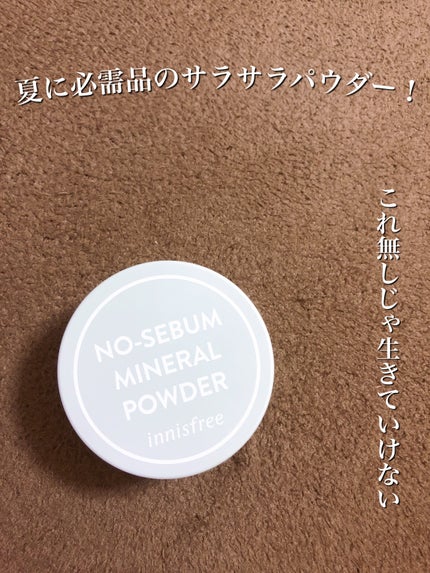 夏に必需品のサラサラパウダー！
これ無しじゃ生きていけない
NO-SEBUM
MINERAL
POWDER
innisfree